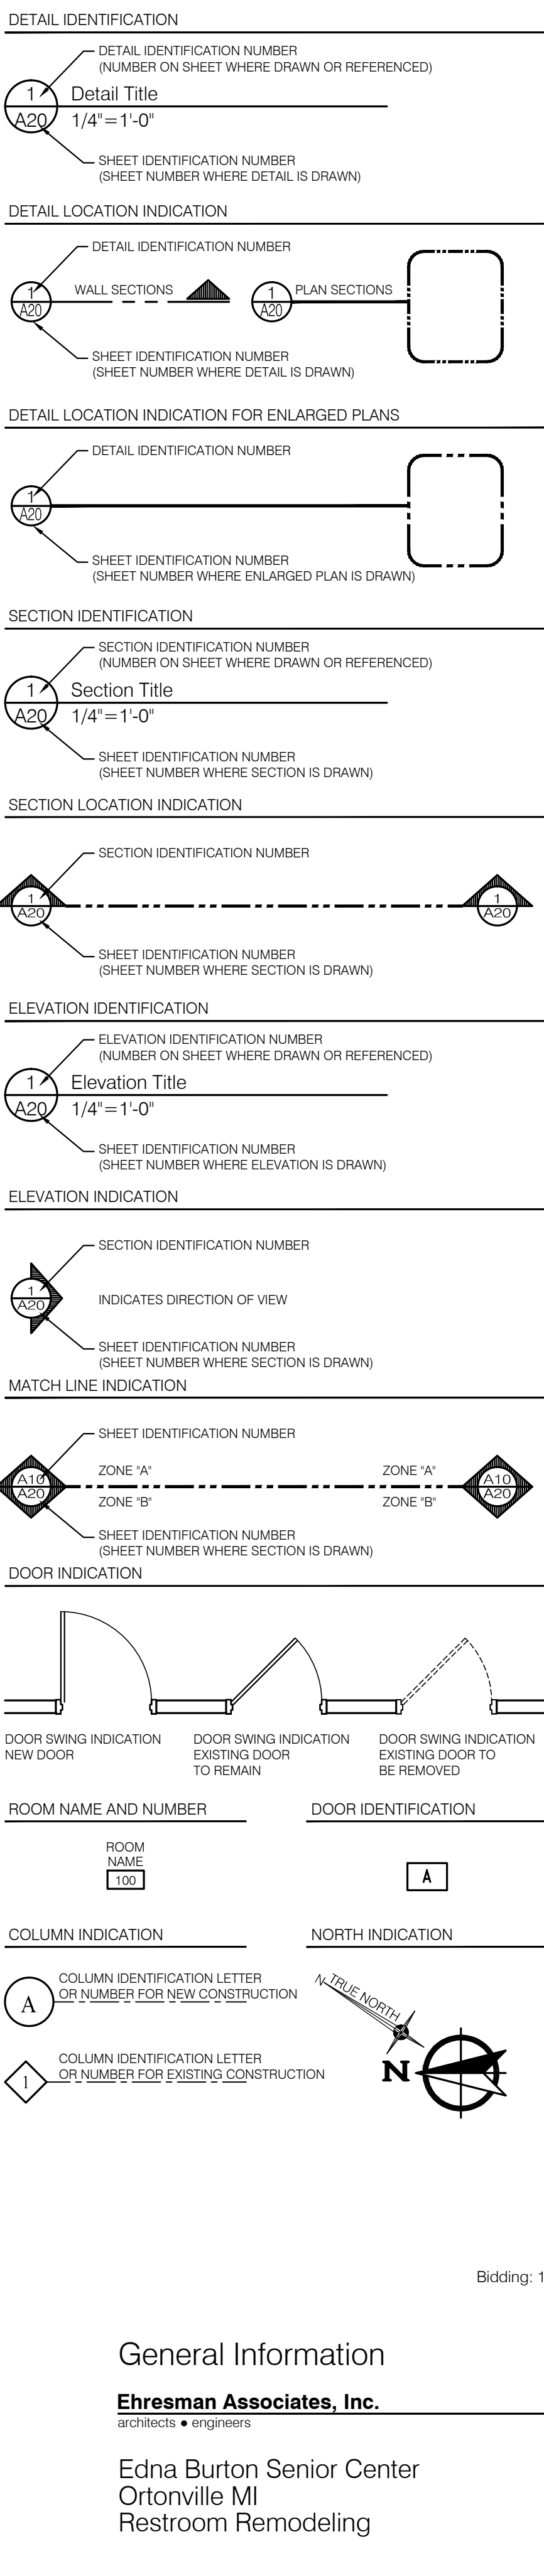 DETAIL IDENTIFICATION
DETAIL IDENTIFICATION NUMBER
(NUMBER ON SHEET WHERE DRAWN OR REFERENCED)
1
Detail Title
A20
1/4"=1'-0"
SHEET IDENTIFICATION NUMBER
(SHEET NUMBER WHERE DETAIL IS DRAWN)
DETAIL LOCATION INDICATION
DETAIL IDENTIFICATION NUMBER
1
A20
WALL SECTIONS
1
A20
PLAN SECTIONS
SHEET IDENTIFICATION NUMBER
(SHEET NUMBER WHERE DETAIL IS DRAWN)
DETAIL LOCATION INDICATION FOR ENLARGED PLANS
DETAIL IDENTIFICATION NUMBER
1
A20
SHEET IDENTIFICATION NUMBER
(SHEET NUMBER WHERE ENLARGED PLAN IS DRAWN)
SECTION IDENTIFICATION
SECTION IDENTIFICATION NUMBER
(NUMBER ON SHEET WHERE DRAWN OR REFERENCED)
1
Section Title
A20
1/4"=1'-0"
SHEET IDENTIFICATION NUMBER
(SHEET NUMBER WHERE SECTION IS DRAWN)
SECTION LOCATION INDICATION
SECTION IDENTIFICATION NUMBER
1
A20
1
A20
SHEET IDENTIFICATION NUMBER
(SHEET NUMBER WHERE SECTION IS DRAWN)
ELEVATION IDENTIFICATION
ELEVATION IDENTIFICATION NUMBER
(NUMBER ON SHEET WHERE DRAWN OR REFERENCED)
1
Elevation Title
A20
1/4"=1'-0"
SHEET IDENTIFICATION NUMBER
(SHEET NUMBER WHERE ELEVATION IS DRAWN)
ELEVATION INDICATION
SECTION IDENTIFICATION NUMBER
1
A20
INDICATES DIRECTION OF VIEW
SHEET IDENTIFICATION NUMBER
(SHEET NUMBER WHERE SECTION IS DRAWN)
MATCH LINE INDICATION
SHEET IDENTIFICATION NUMBER
A10
A20
ZONE "A"
ZONE "B"
ZONE "A"
ZONE "B"
A10
A20
SHEET IDENTIFICATION NUMBER
(SHEET NUMBER WHERE SECTION IS DRAWN)
DOOR INDICATION
DOOR SWING INDICATION
NEW DOOR
DOOR SWING INDICATION
EXISTING DOOR
TO REMAIN
DOOR SWING INDICATION
EXISTING DOOR TO
BE REMOVED
ROOM NAME AND NUMBER
ROOM
NAME
100
DOOR IDENTIFICATION
A
COLUMN INDICATION
A
COLUMN IDENTIFICATION LETTER
OR NUMBER FOR NEW CONSTRUCTION
1
COLUMN IDENTIFICATION LETTER
OR NUMBER FOR EXISTING CONSTRUCTION
NORTH INDICATION
N
TRUE NORTH
N
Bidding: 1
General Information
Ehresman Associates, Inc.
architects ● engineers
Edna Burton Senior Center
Ortonville MI
Restroom Remodeling